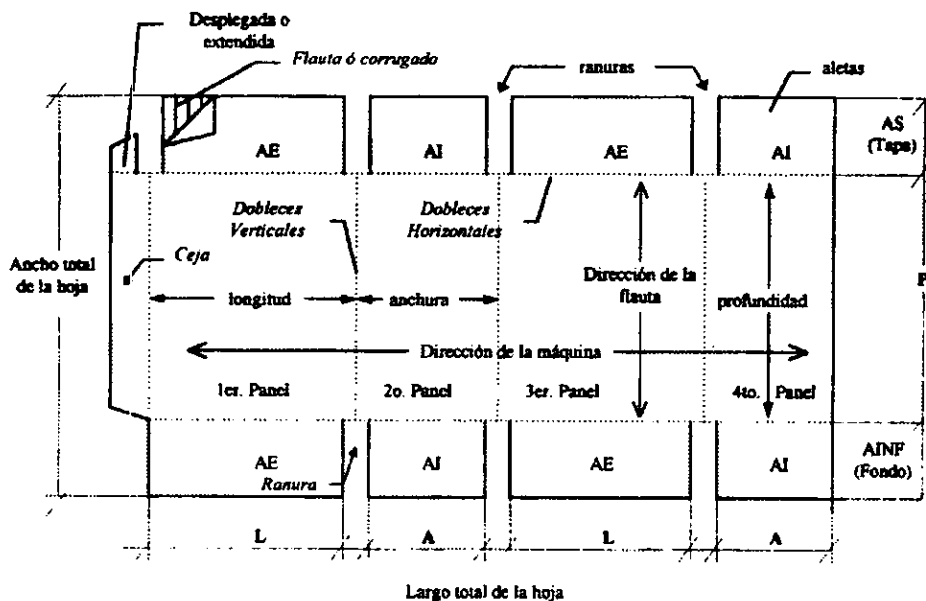 Desplegada o
extendida
Flauta ó corrugado
ranuras
aletas
AE
AI
AE
AI
AS
(Tapa)
Dobleces
Verticales
Dobleces
Horizontales
Ceja
Ancho total
de la hoja
Dirección de la
flauta
longitud
anchura
profundidad
P
Dirección de la máquina
1er. Panel
2o. Panel
3er. Panel
4to. Panel
AE
AI
AE
AI
AINF
(Fondo)
Ranura
L
A
L
A
Largo total de la hoja